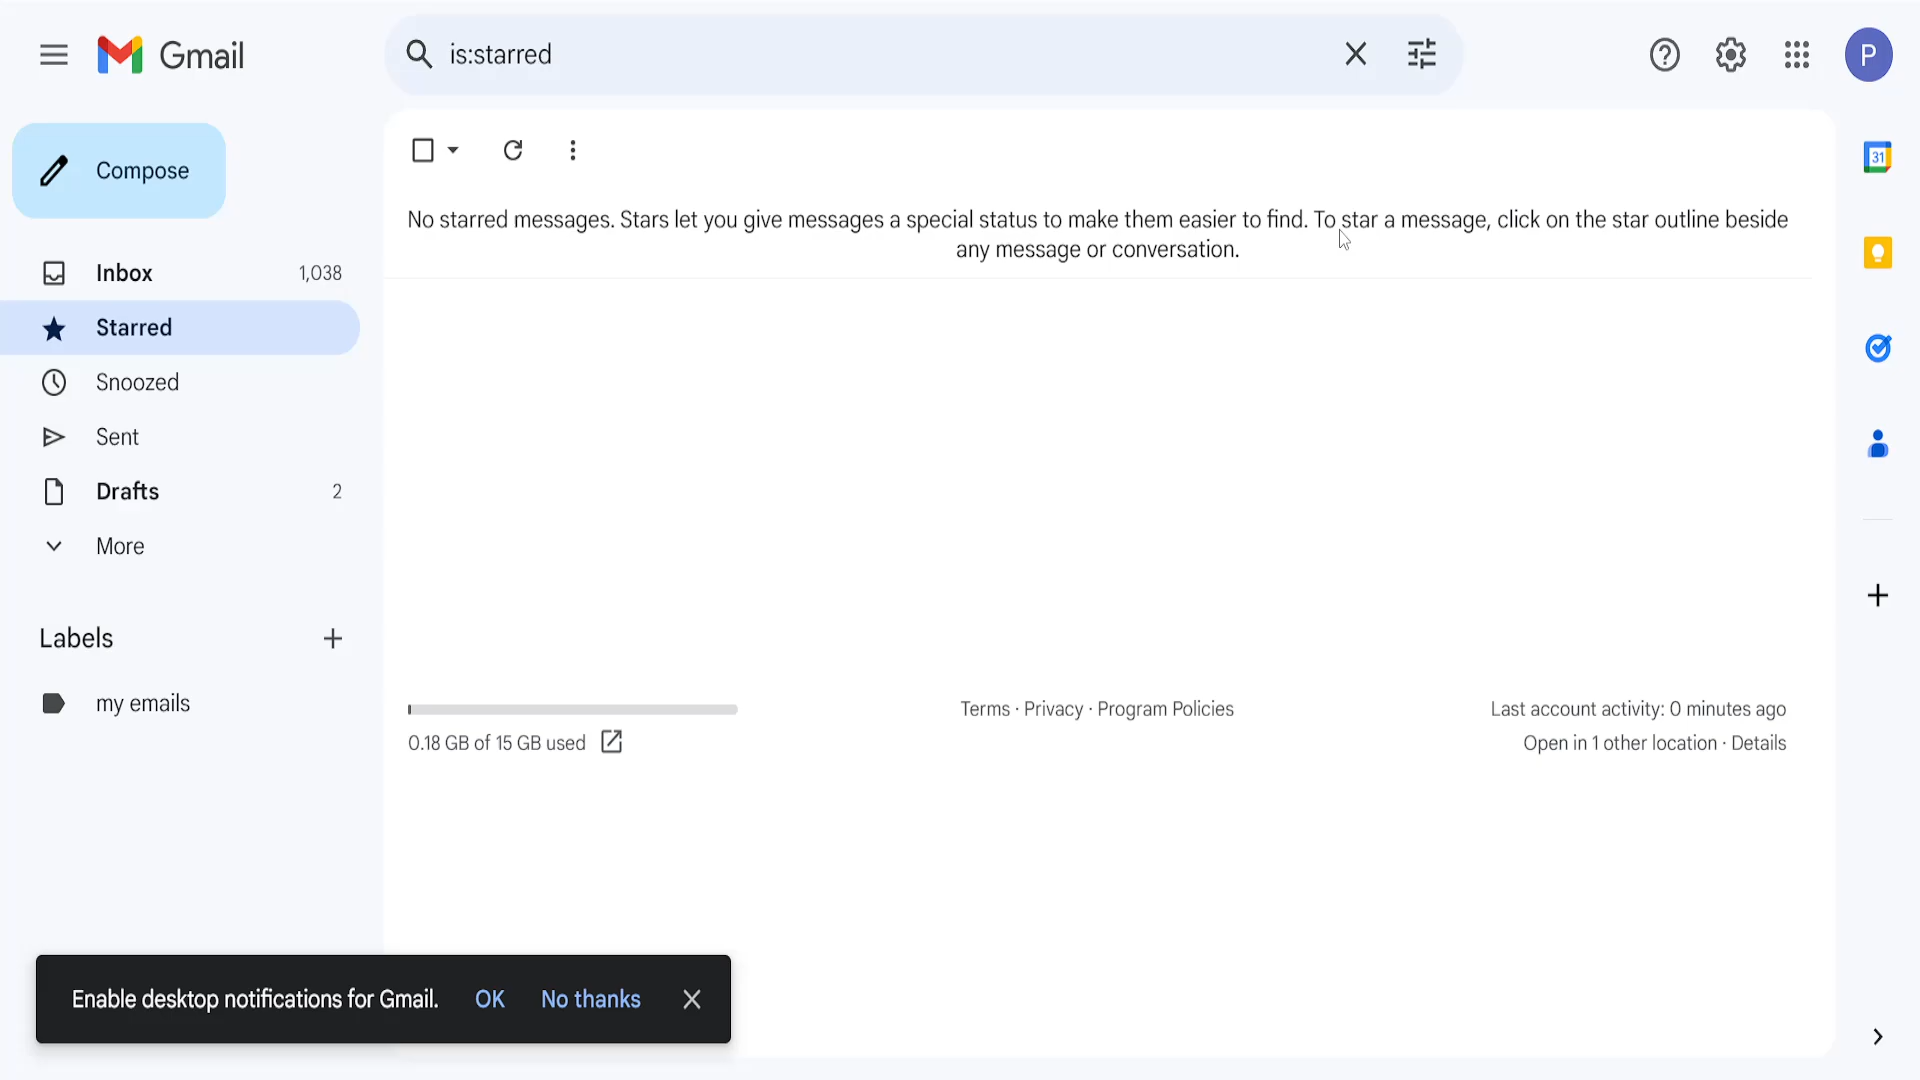 Gmail
is:starred
P
Compose
31
No starred messages. Stars let you give messages a special status to make them easier to find. To star a message, click on the star outline beside
any message or conversation.
Inbox 1,038
Starred
Snoozed
Sent
Drafts 2
More
Labels
my emails
Terms · Privacy · Program Policies
Last account activity: 0 minutes ago
0.18 GB of 15 GB used
Open in 1 other location · Details
Enable desktop notifications for Gmail. OK No thanks